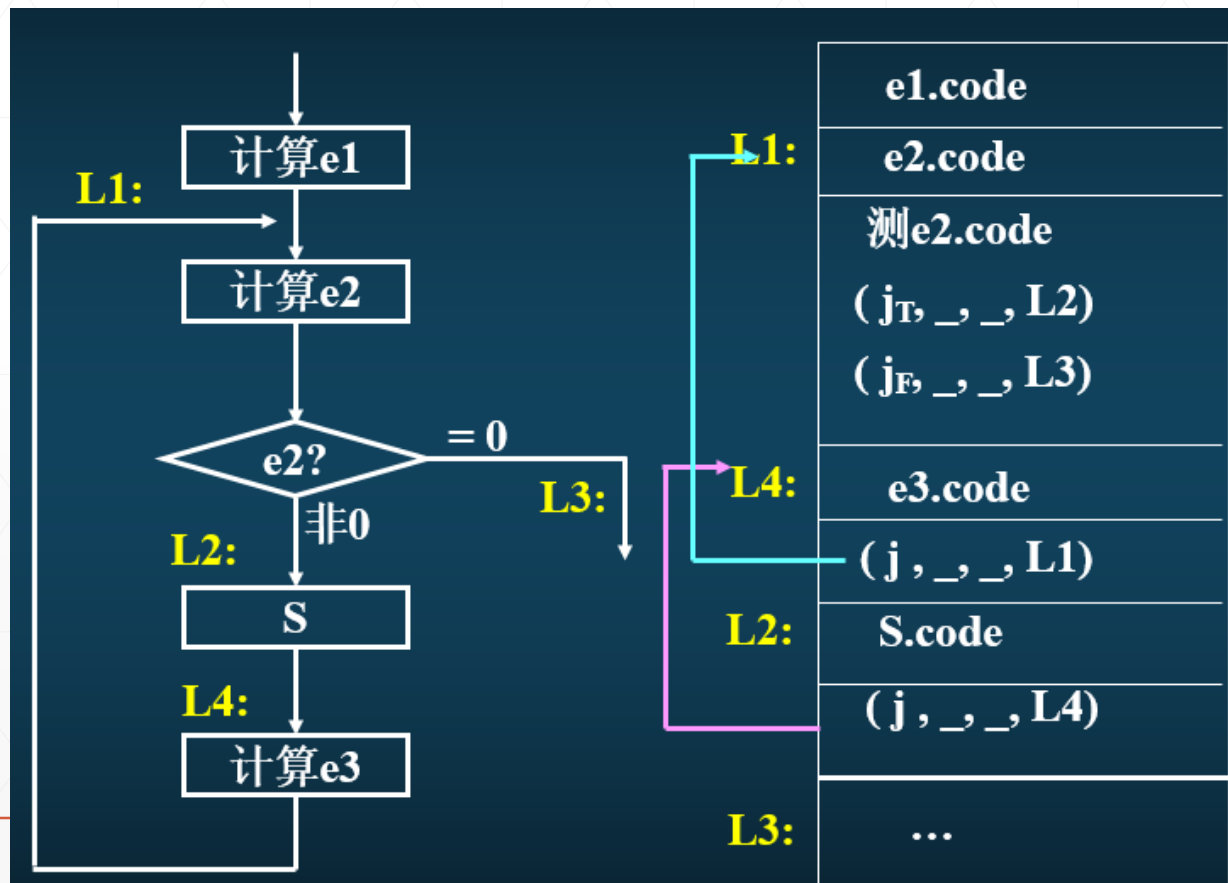 计算e1
L1:
计算e2
e2?
= 0
L3:
非0
L2:
S
L4:
计算e3
e1.code
L1:
e2.code
测e2.code
( jT, _, _, L2)
( jF, _, _, L3)
L4:
e3.code
( j , _, _, L1)
L2:
S.code
( j , _, _, L4)
L3:
...